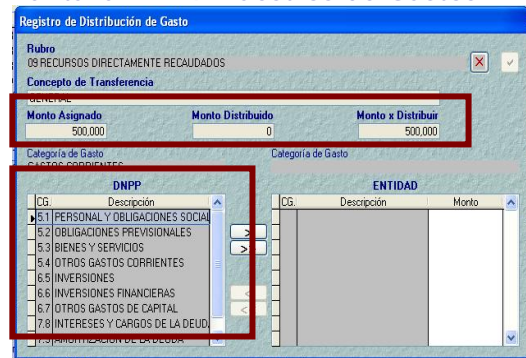 Registro de Distribución de Gasto
Rubro
09 RECURSOS DIRECTAMENTE RECAUDADOS
Concepto de Transferencia
GENERAL
Monto Asignado Monto Distribuido Monto x Distribuir
500,000 0 500,000
Categoría de Gasto Categoría de Gasto
GASTOS CORRIENTES
DNPP ENTIDAD
CG. Descripción CG. Descripción Monto
5.1 PERSONAL Y OBLIGACIONES SOCIAL
5.2 OBLIGACIONES PREVISIONALES
5.3 BIENES Y SERVICIOS
5.4 OTROS GASTOS CORRIENTES
6.5 INVERSIONES
6.6 INVERSIONES FINANCIERAS
6.7 OTROS GASTOS DE CAPITAL
7.8 INTERESES Y CARGOS DE LA DEUD.
7.9 AMORTIZACIÓN DE LA DEUDA